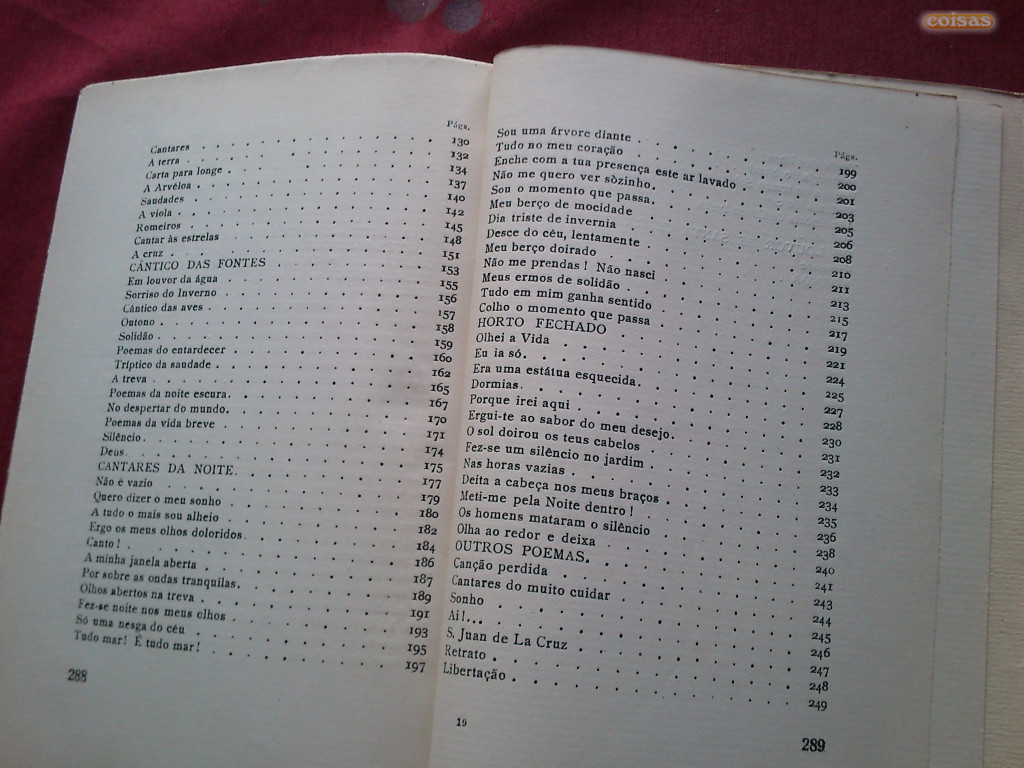 coisas
Págs.
Cantares . . . 130
A terra . . . 132
Carta para longe . . . 134
A Arvéloa . . . 137
Saudades . . . 140
A viola . . . 142
Romeiros . . . 145
Cantar às estrelas . . . 148
A cruz . . . 151
CÂNTICO DAS FONTES . . . 153
Em louvor da água . . . 155
Sorriso do Inverno . . . 156
Cântico das aves . . . 157
Outono . . . 158
Solidão . . . 159
Poemas do entardecer . . . 160
Tríptico da saudade . . . 162
A treva . . . 165
Poemas da noite escura . . . 167
No despertar do mundo . . . 170
Poemas da vida breve . . . 171
Silêncio . . . 174
Deus . . . 175
CANTARES DA NOITE . . . 177
Não é vazio . . . 179
Quero dizer o meu sonho . . . 180
A tudo o mais sou alheio . . . 182
Ergo os meus olhos doloridos . . . 184
Canto! . . . 186
A minha janela aberta . . . 187
Por sobre as ondas tranquilas . . . 189
Olhos abertos na treva . . . 191
Fez-se noite nos meus olhos . . . 193
Só uma nesga do céu . . . 195
Tudo mar! É tudo mar! . . . 197
288
Págs.
Sou uma árvore diante . . . 199
Tudo no meu coração . . . 200
Enche com a tua presença este ar lavado . . . 201
Não me quero ver sòzinho . . . 203
Sou o momento que passa . . . 205
Meu berço de mocidade . . . 206
Dia triste de invernia . . . 208
Desce do céu, lentamente . . . 210
Meu berço doirado . . . 211
Não me prendas! Não nasci . . . 213
Meus ermos de solidão . . . 215
Tudo em mim ganha sentido . . . 217
Colho o momento que passa . . . 219
HORTO FECHADO . . . 221
Olhei a Vida . . . 224
Eu ia só . . . 225
Era uma estátua esquecida . . . 227
Dormias . . . 228
Porque irei aqui . . . 230
Ergui-te ao sabor do meu desejo . . . 231
O sol doirou os teus cabelos . . . 232
Fez-se um silêncio no jardim . . . 233
Nas horas vazias . . . 234
Deita a cabeça nos meus braços . . . 235
Meti-me pela Noite dentro! . . . 236
Os homens mataram o silêncio . . . 238
Olha ao redor e deixa . . . 240
OUTROS POEMAS . . . 241
Canção perdida . . . 243
Cantares do muito cuidar . . . 244
Sonho . . . 245
Ai!... . . . 246
S. Juan de La Cruz . . . 247
Retrato . . . 248
Libertação . . . 249
19
289